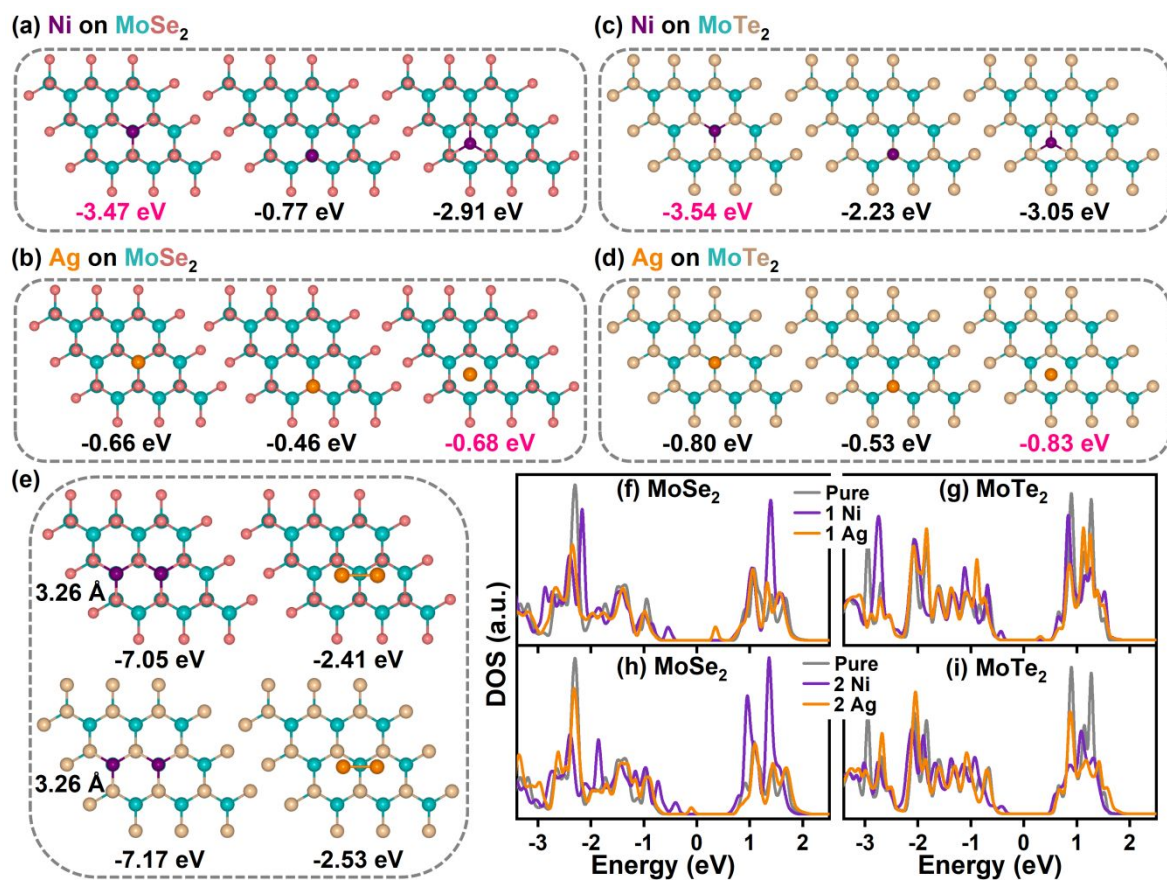 (a) Ni on MoSe₂
-3.47 eV
-0.77 eV
-2.91 eV
(c) Ni on MoTe₂
-3.54 eV
-2.23 eV
-3.05 eV
(b) Ag on MoSe₂
-0.66 eV
-0.46 eV
-0.68 eV
(d) Ag on MoTe₂
-0.80 eV
-0.53 eV
-0.83 eV
(e)
3.26 Å
-7.05 eV
-2.41 eV
3.26 Å
-7.17 eV
-2.53 eV
DOS (a.u.)
(f) MoSe₂
Pure
1 Ni
1 Ag
(g) MoTe₂
(h) MoSe₂
Pure
2 Ni
2 Ag
(i) MoTe₂
-3 -2 -1 0 1 2
Energy (eV)
-3 -2 -1 0 1 2
Energy (eV)